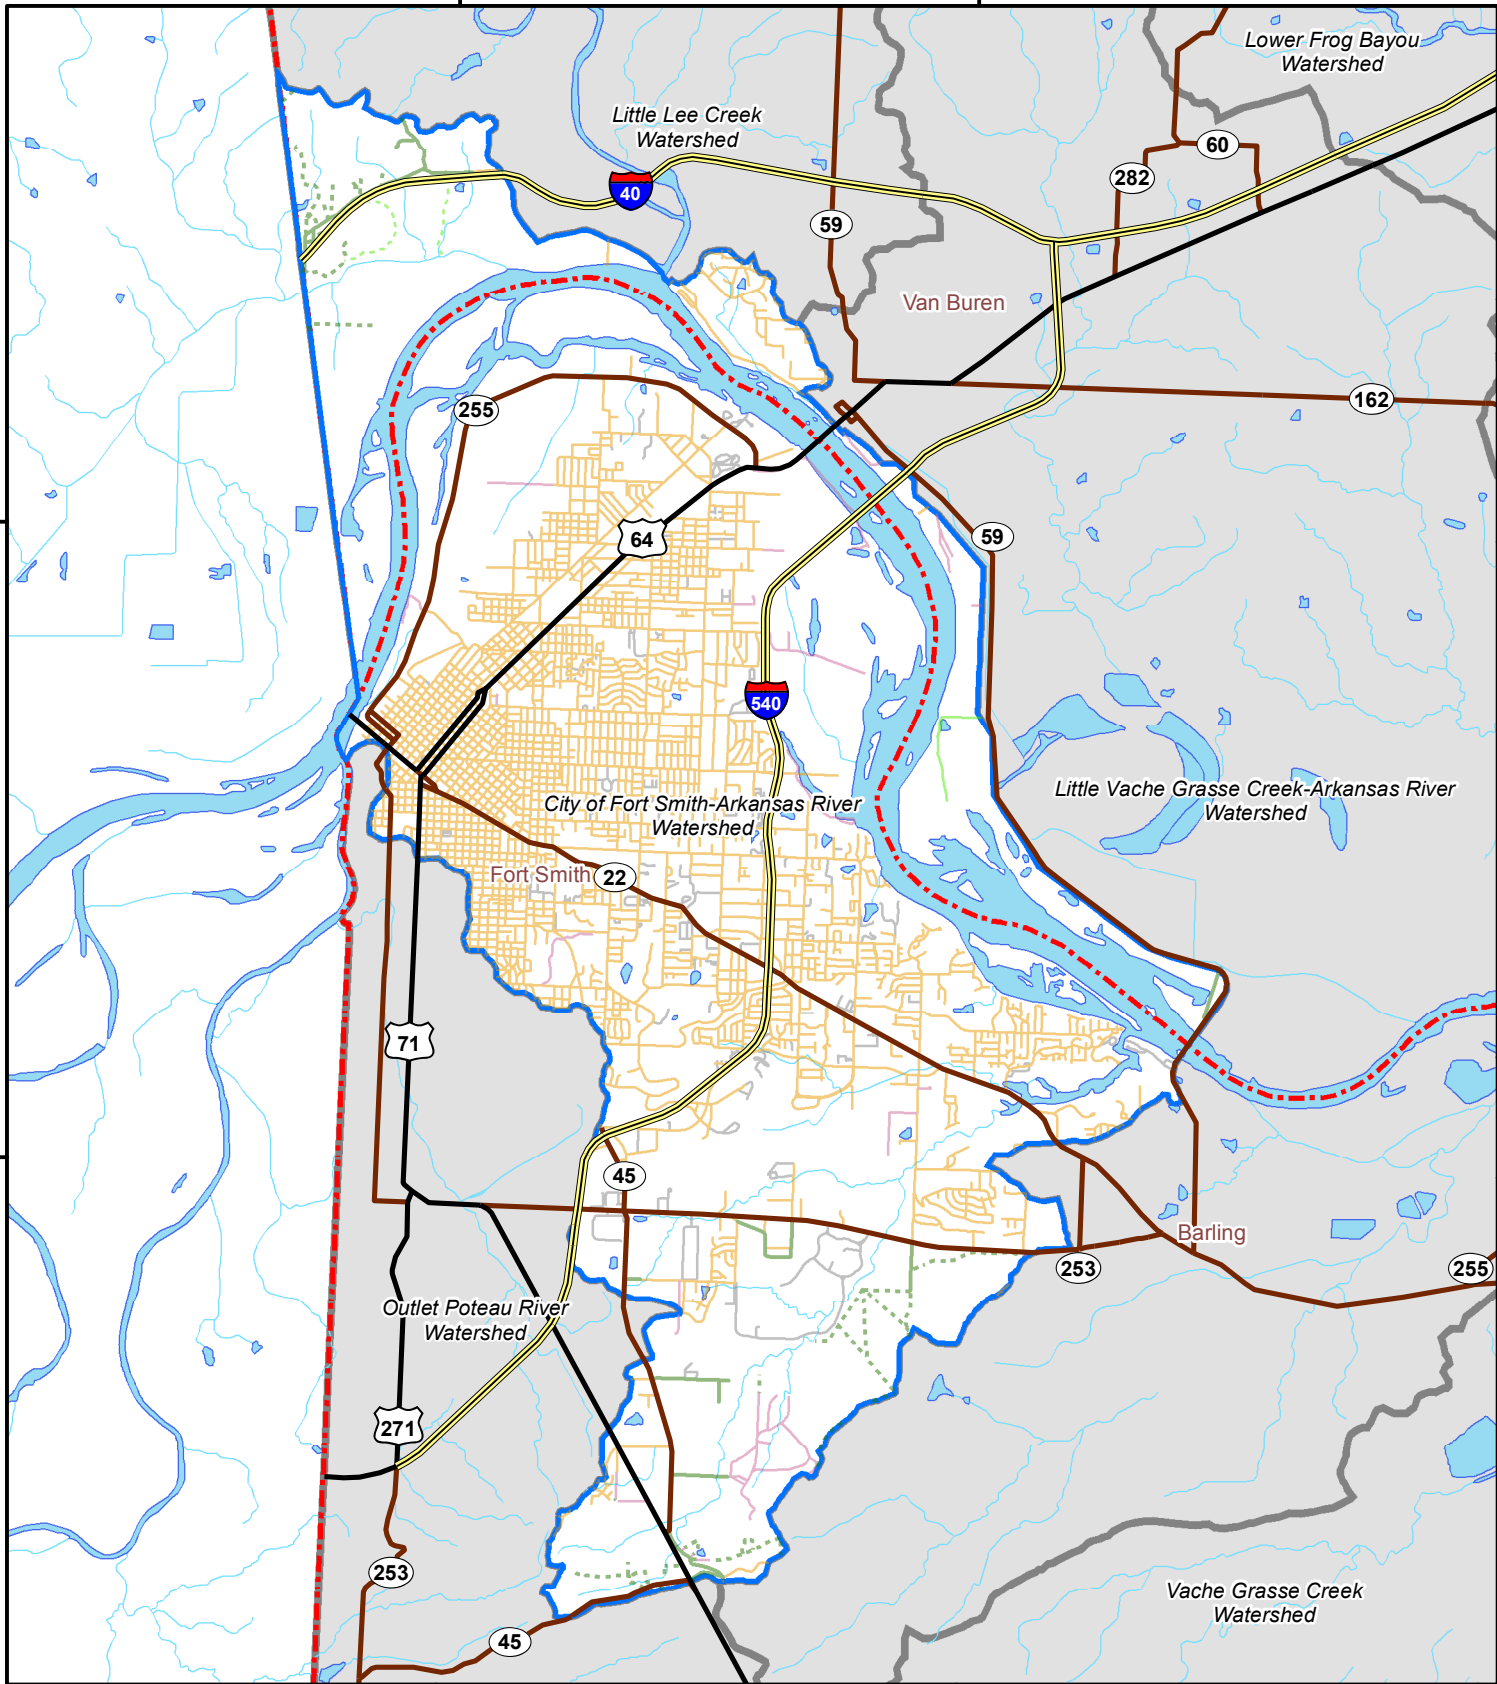 Lower Frog Bayou
Watershed
Little Lee Creek
Watershed
60
282
40
59
Van Buren
162
255
64
59
540
Little Vache Grasse Creek-Arkansas River
Watershed
City of Fort Smith-Arkansas River
Watershed
Fort Smith
22
71
45
Barling
253
255
Outlet Poteau River
Watershed
271
253
Vache Grasse Creek
Watershed
45